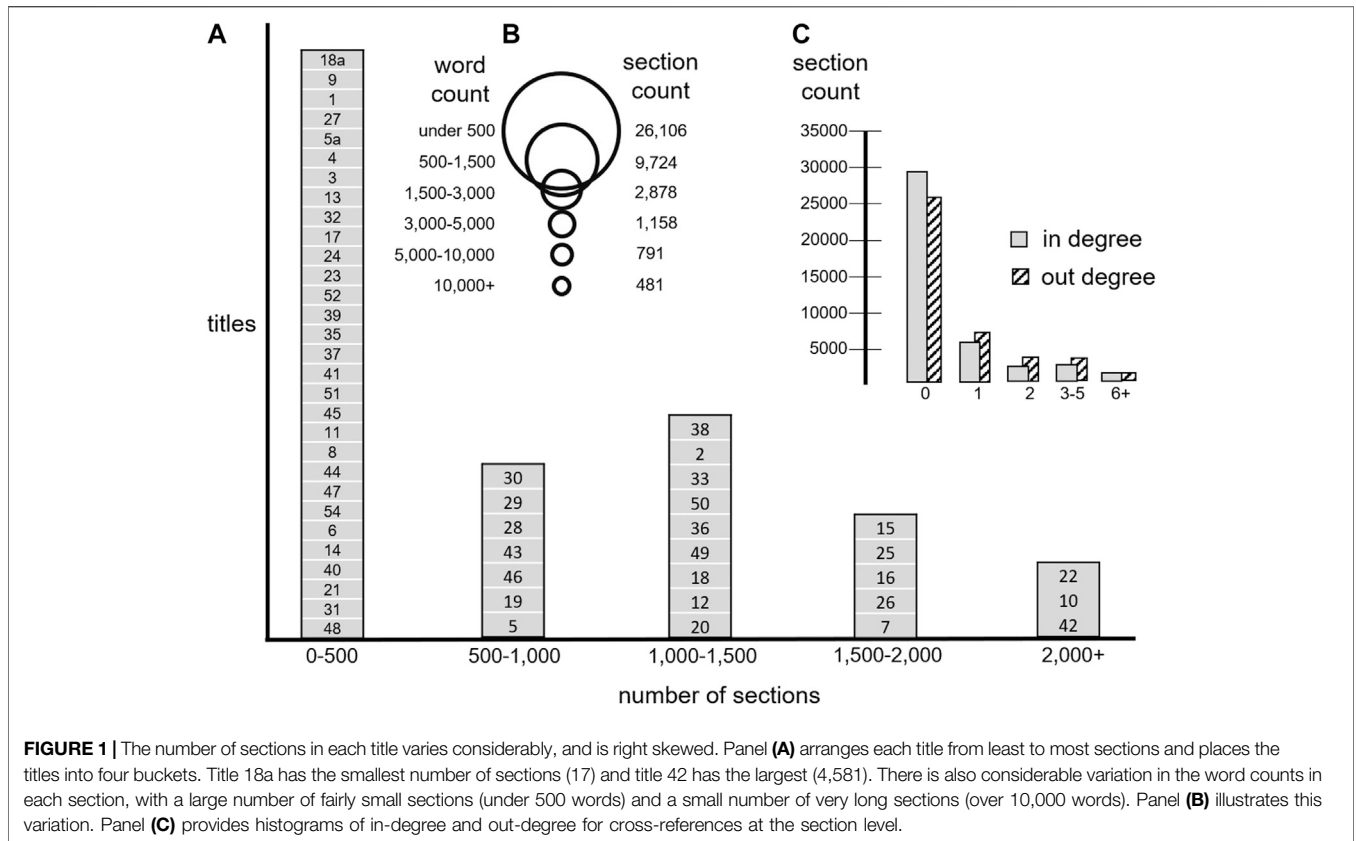 A
titles
18a
9
1
27
5a
4
3
13
32
17
24
23
52
39
35
37
41
51
45
11
8
44
47
54
6
14
40
21
31
48
30
29
28
43
46
19
5
38
2
33
50
36
49
18
12
20
15
25
16
26
7
22
10
42
0-500 500-1,000 1,000-1,500 1,500-2,000 2,000+
number of sections
B
word
count
section
count
under 500 26,106
500-1,500 9,724
1,500-3,000 2,878
3,000-5,000 1,158
5,000-10,000 791
10,000+ 481
C
section
count
35000
30000
25000
20000
15000
10000
5000
0 1 2 3-5 6+
in degree
out degree
FIGURE 1 | The number of sections in each title varies considerably, and is right skewed. Panel (A) arranges each title from least to most sections and places the
titles into four buckets. Title 18a has the smallest number of sections (17) and title 42 has the largest (4,581). There is also considerable variation in the word counts in
each section, with a large number of fairly small sections (under 500 words) and a small number of very long sections (over 10,000 words). Panel (B) illustrates this
variation. Panel (C) provides histograms of in-degree and out-degree for cross-references at the section level.